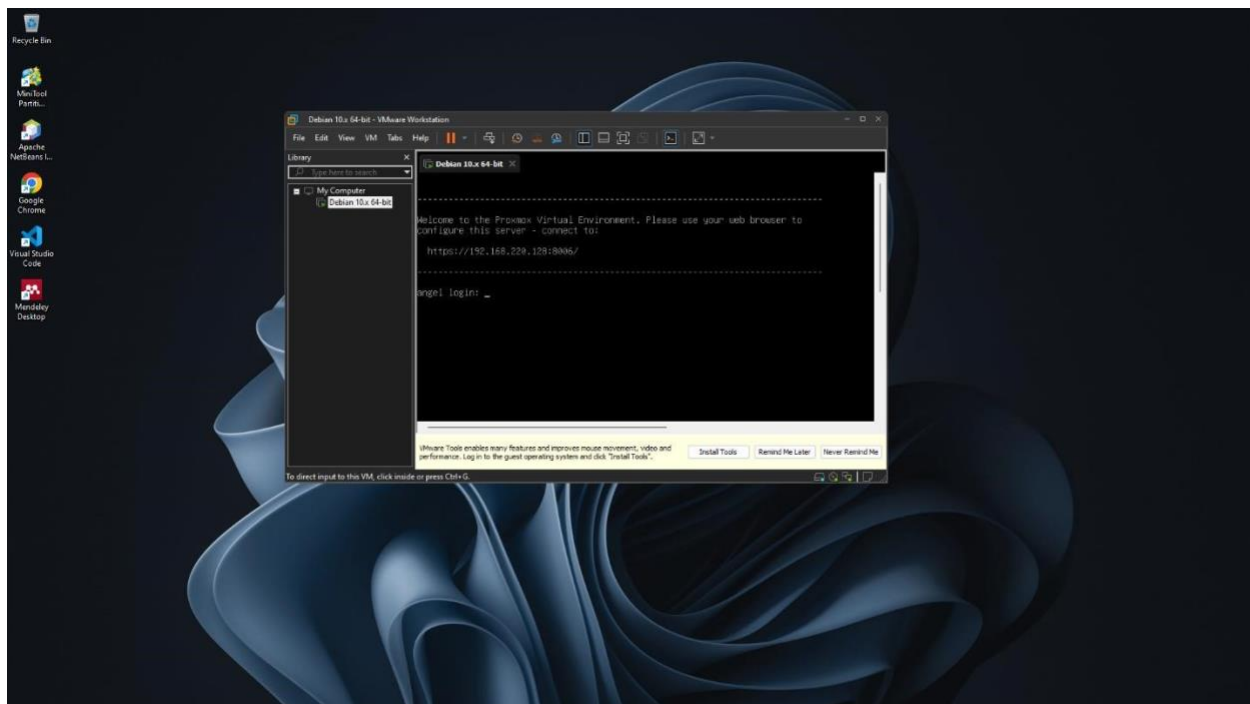 Recycle Bin
MiniTool
Partiti...
Apache
NetBeans I...
Google
Chrome
Visual Studio
Code
Mendeley
Desktop
Debian 10.x 64-bit - VMware Workstation
File Edit View VM Tabs Help
Library
Type here to search
My Computer
Debian 10.x 64-bit
Debian 10.x 64-bit
Welcome to the Proxmox Virtual Environment. Please use your web browser to
configure this server - connect to:
https://192.168.220.128:8006/
angel login: _
VMware Tools enables many features and improves mouse movement, video and
performance. Log in to the guest operating system and click "Install Tools".
Install Tools
Remind Me Later
Never Remind Me
To direct input to this VM, click inside or press Ctrl+G.